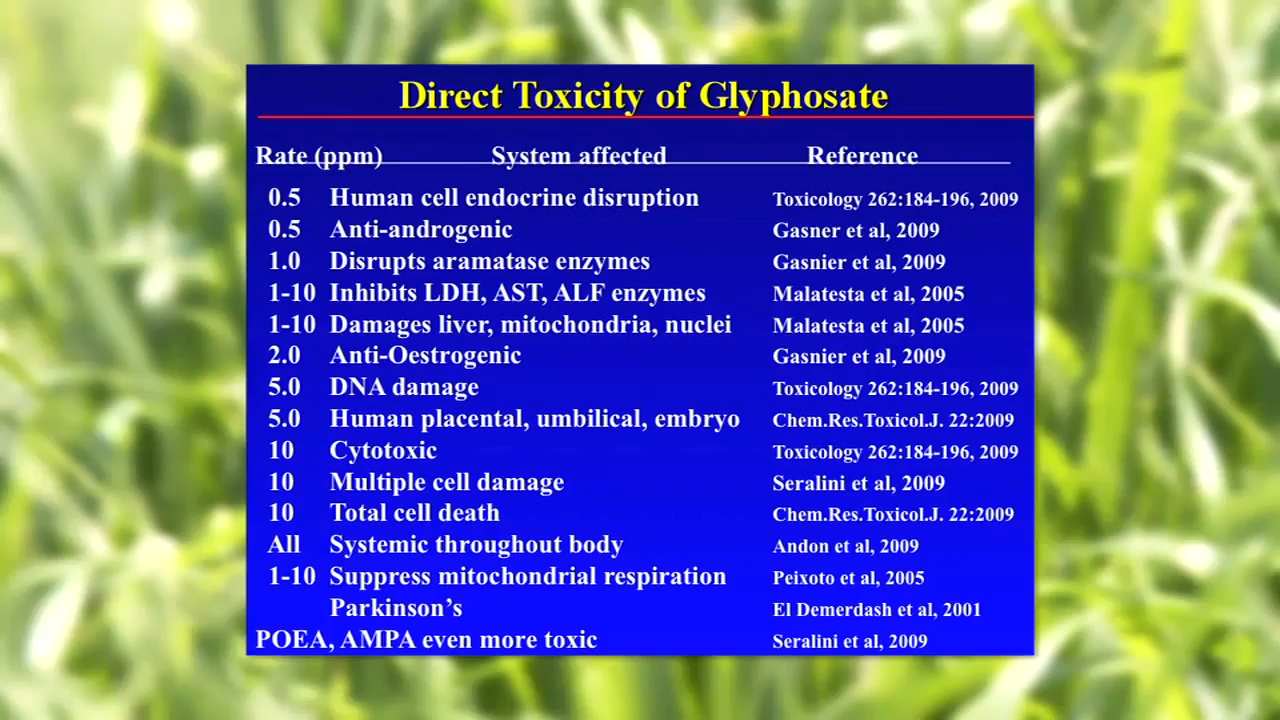 Direct Toxicity of Glyphosate
Rate (ppm) System affected Reference
0.5 Human cell endocrine disruption Toxicology 262:184-196, 2009
0.5 Anti-androgenic Gasner et al, 2009
1.0 Disrupts aramatase enzymes Gasnier et al, 2009
1-10 Inhibits LDH, AST, ALF enzymes Malatesta et al, 2005
1-10 Damages liver, mitochondria, nuclei Malatesta et al, 2005
2.0 Anti-Oestrogenic Gasnier et al, 2009
5.0 DNA damage Toxicology 262:184-196, 2009
5.0 Human placental, umbilical, embryo Chem.Res.Toxicol.J. 22:2009
10 Cytotoxic Toxicology 262:184-196, 2009
10 Multiple cell damage Seralini et al, 2009
10 Total cell death Chem.Res.Toxicol.J. 22:2009
All Systemic throughout body Andon et al, 2009
1-10 Suppress mitochondrial respiration Peixoto et al, 2005
Parkinson’s El Demerdash et al, 2001
POEA, AMPA even more toxic Seralini et al, 2009